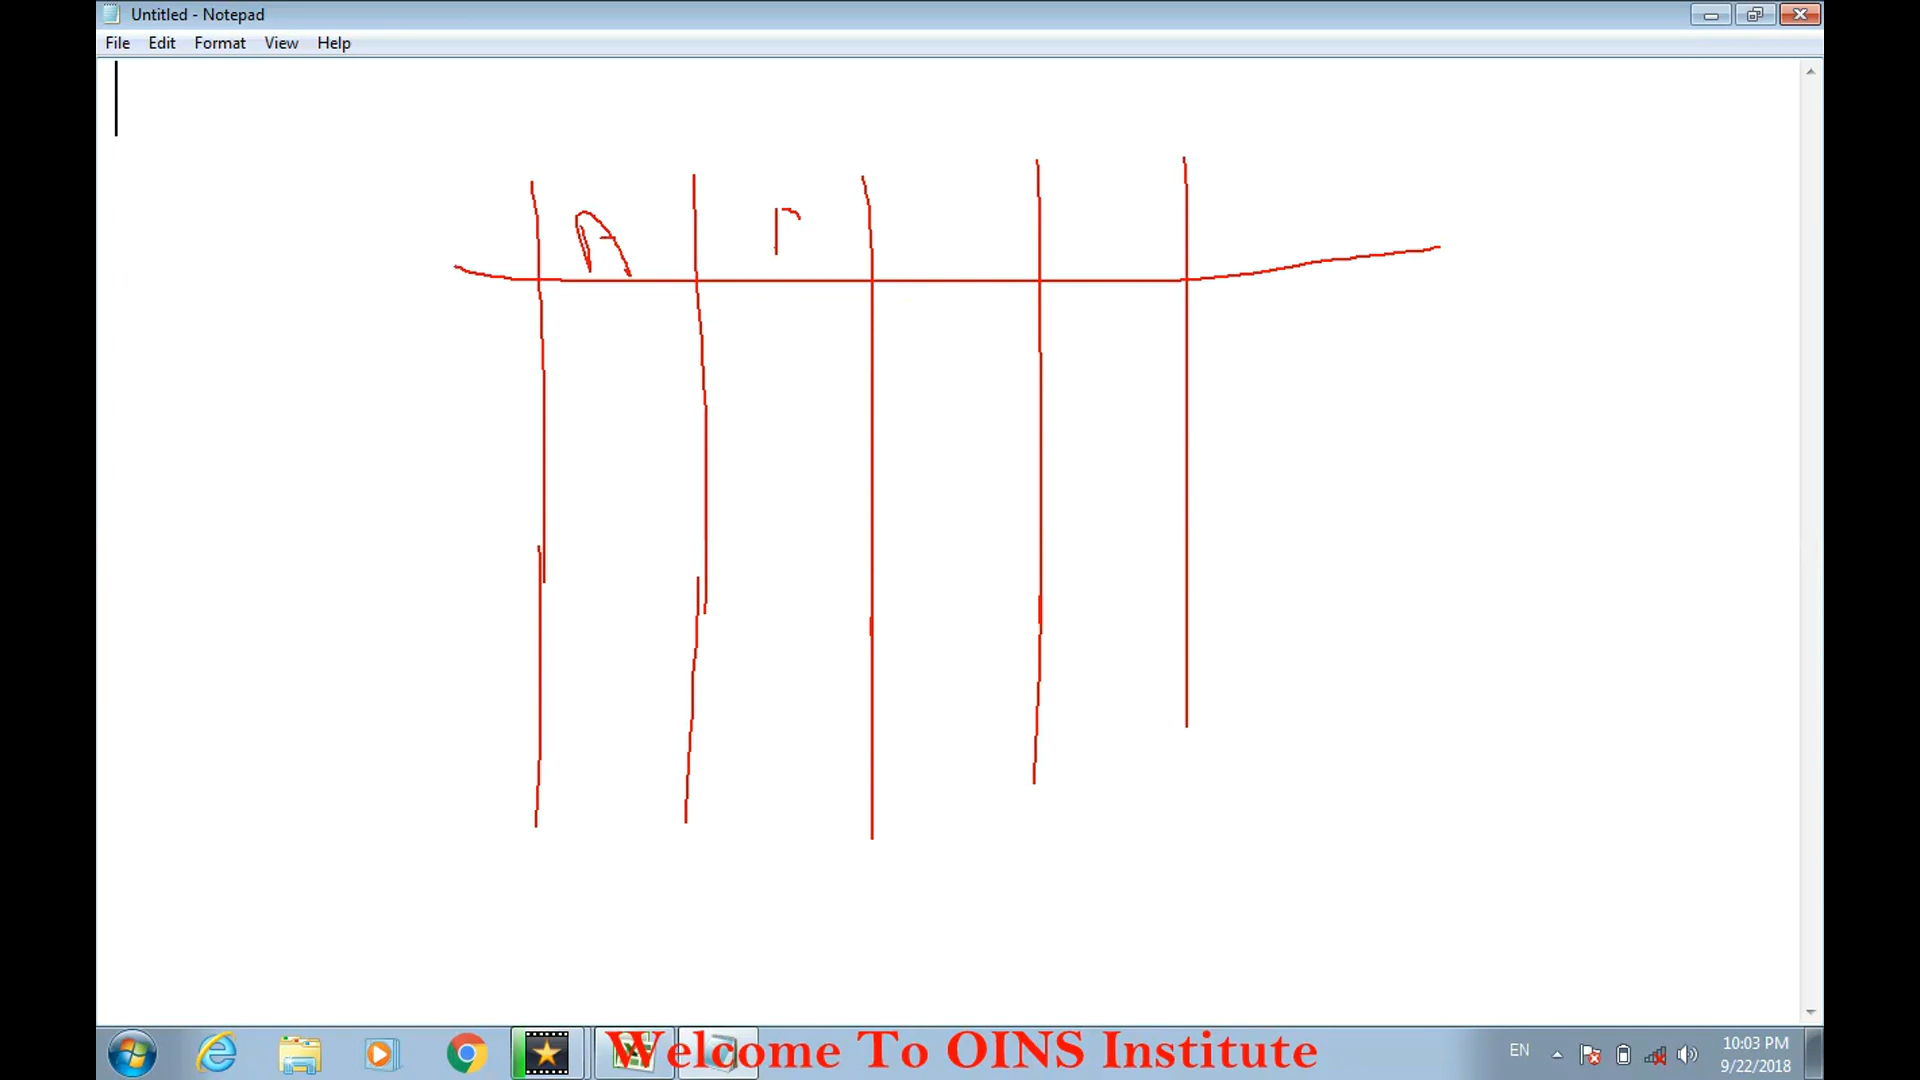 Untitled - Notepad
File Edit Format View Help
A
Welcome To OINS Institute
EN
10:03 PM
9/22/2018